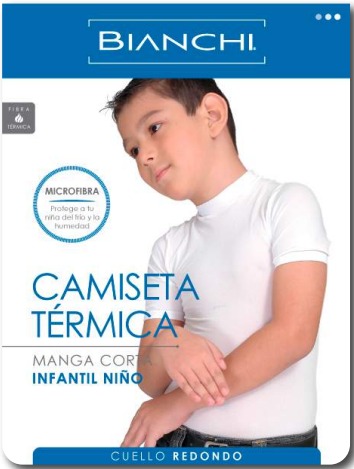 BIANCHI
FIBRA
TÉRMICA
MICROFIBRA
Protege a tu
niña del frío y la
humedad
CAMISETA
TÉRMICA
MANGA CORTA
INFANTIL NIÑO
CUELLO REDONDO